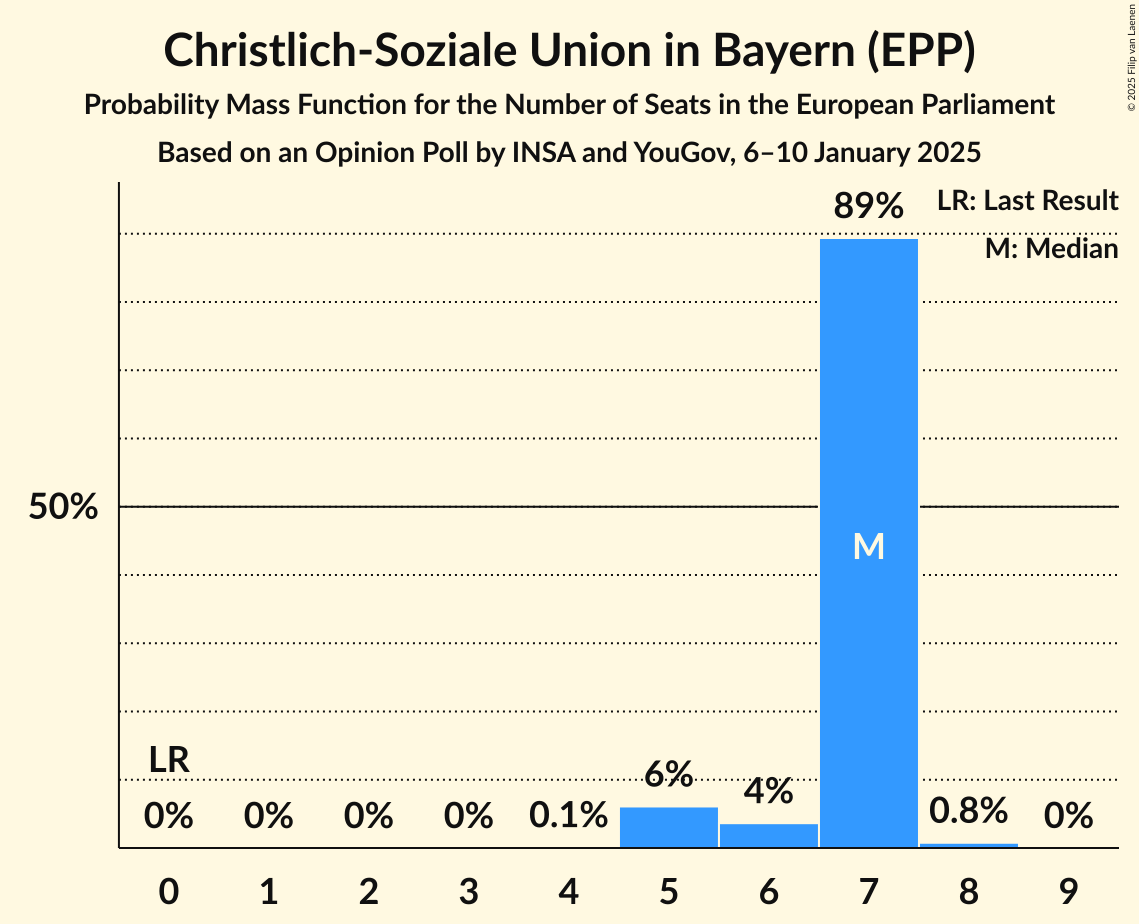 Christlich-Soziale Union in Bayern (EPP)
Probability Mass Function for the Number of Seats in the European Parliament
Based on an Opinion Poll by INSA and YouGov, 6–10 January 2025
© 2025 Filip van Laenen
LR: Last Result
M: Median
89%
50%
M
LR
0%
0%
0%
0%
0.1%
6%
4%
0.8%
0%
0 1 2 3 4 5 6 7 8 9